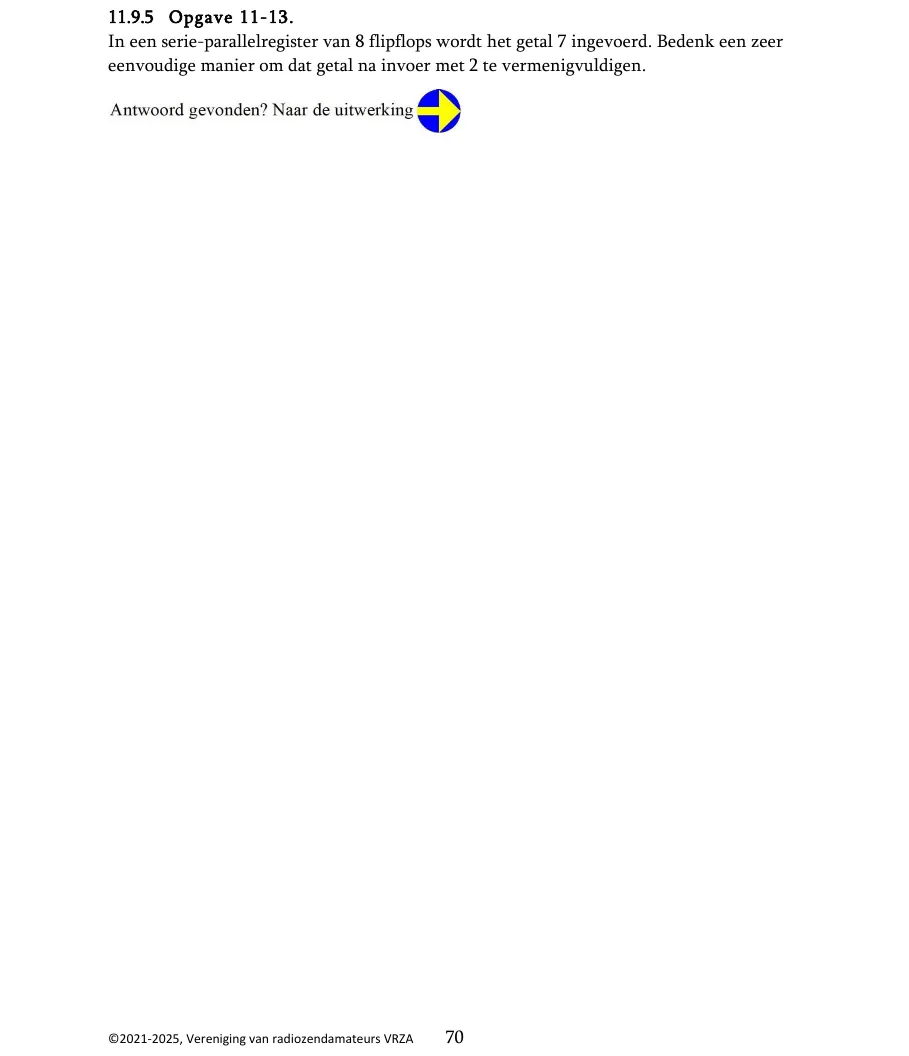 11.9.5 Opgave 11-13.
In een serie-parallelregister van 8 flipflops wordt het getal 7 ingevoerd. Bedenk een zeer
eenvoudige manier om dat getal na invoer met 2 te vermenigvuldigen.
Antwoord gevonden? Naar de uitwerking
©2021-2025, Vereniging van radiozendamateurs VRZA 70